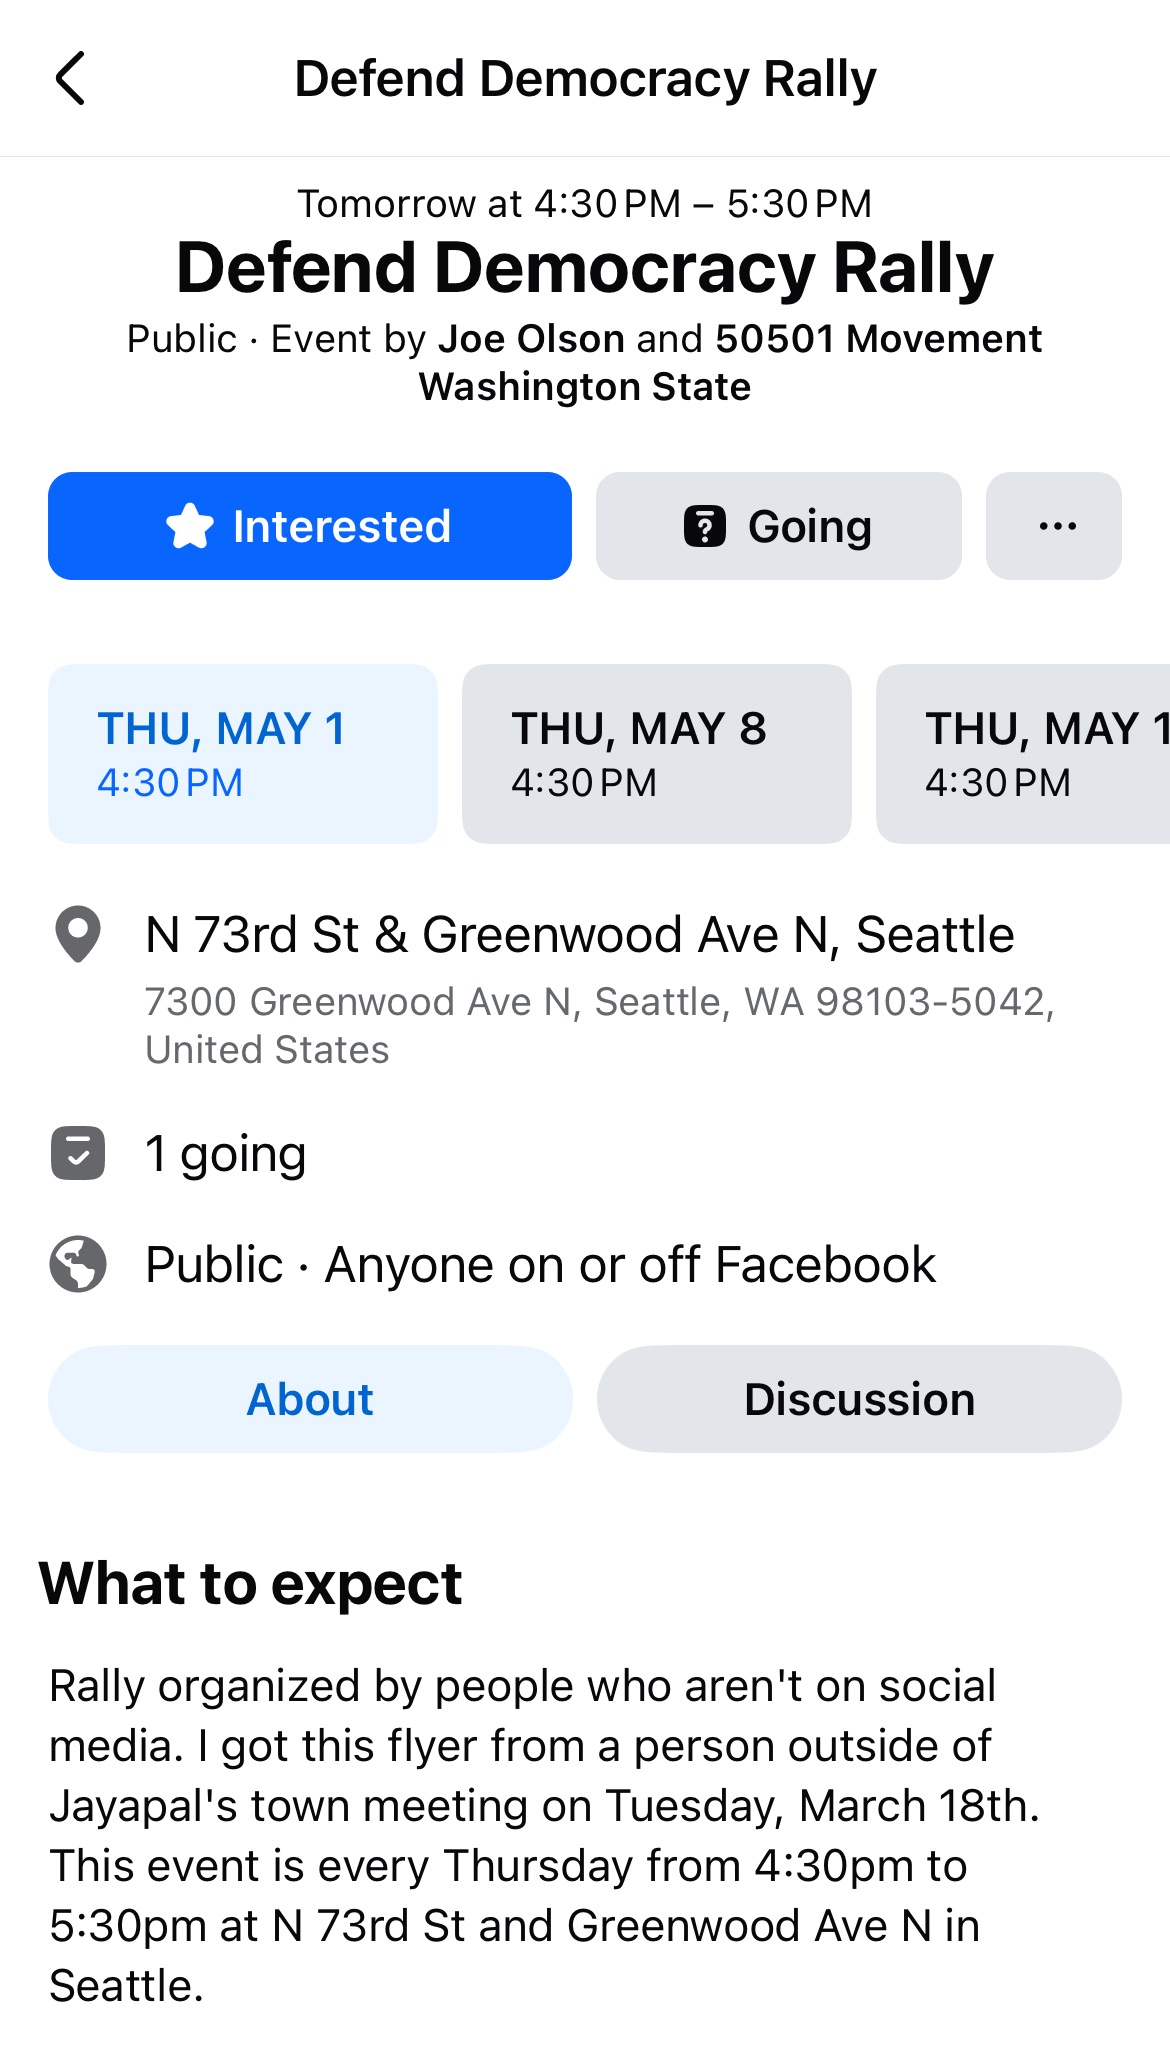 Defend Democracy Rally
Tomorrow at 4:30 PM – 5:30 PM
Defend Democracy Rally
Public · Event by Joe Olson and 50501 Movement
Washington State
Interested
Going
THU, MAY 1
4:30 PM
THU, MAY 8
4:30 PM
THU, MAY 1
4:30 PM
N 73rd St & Greenwood Ave N, Seattle
7300 Greenwood Ave N, Seattle, WA 98103-5042,
United States
1 going
Public · Anyone on or off Facebook
About
Discussion
What to expect
Rally organized by people who aren't on social
media. I got this flyer from a person outside of
Jayapal's town meeting on Tuesday, March 18th.
This event is every Thursday from 4:30pm to
5:30pm at N 73rd St and Greenwood Ave N in
Seattle.